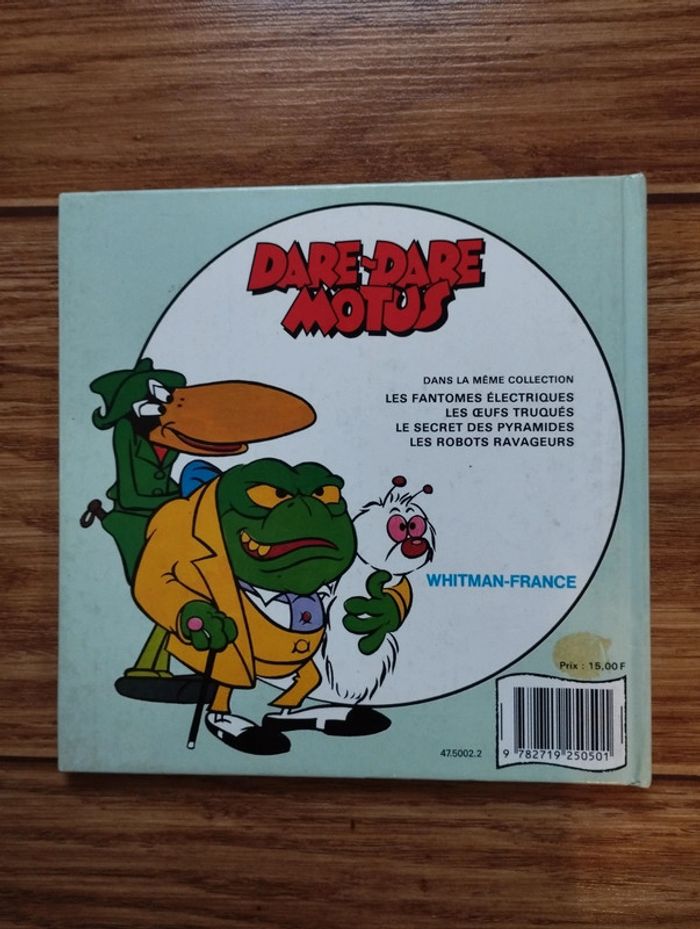 DARE-DARE
MOTUS
DANS LA MÊME COLLECTION
LES FANTOMES ÉLECTRIQUES
LES ŒUFS TRUQUÉS
LE SECRET DES PYRAMIDES
LES ROBOTS RAVAGEURS
WHITMAN-FRANCE
Prix : 15,00 F
47.5002.2
9 782719 250501